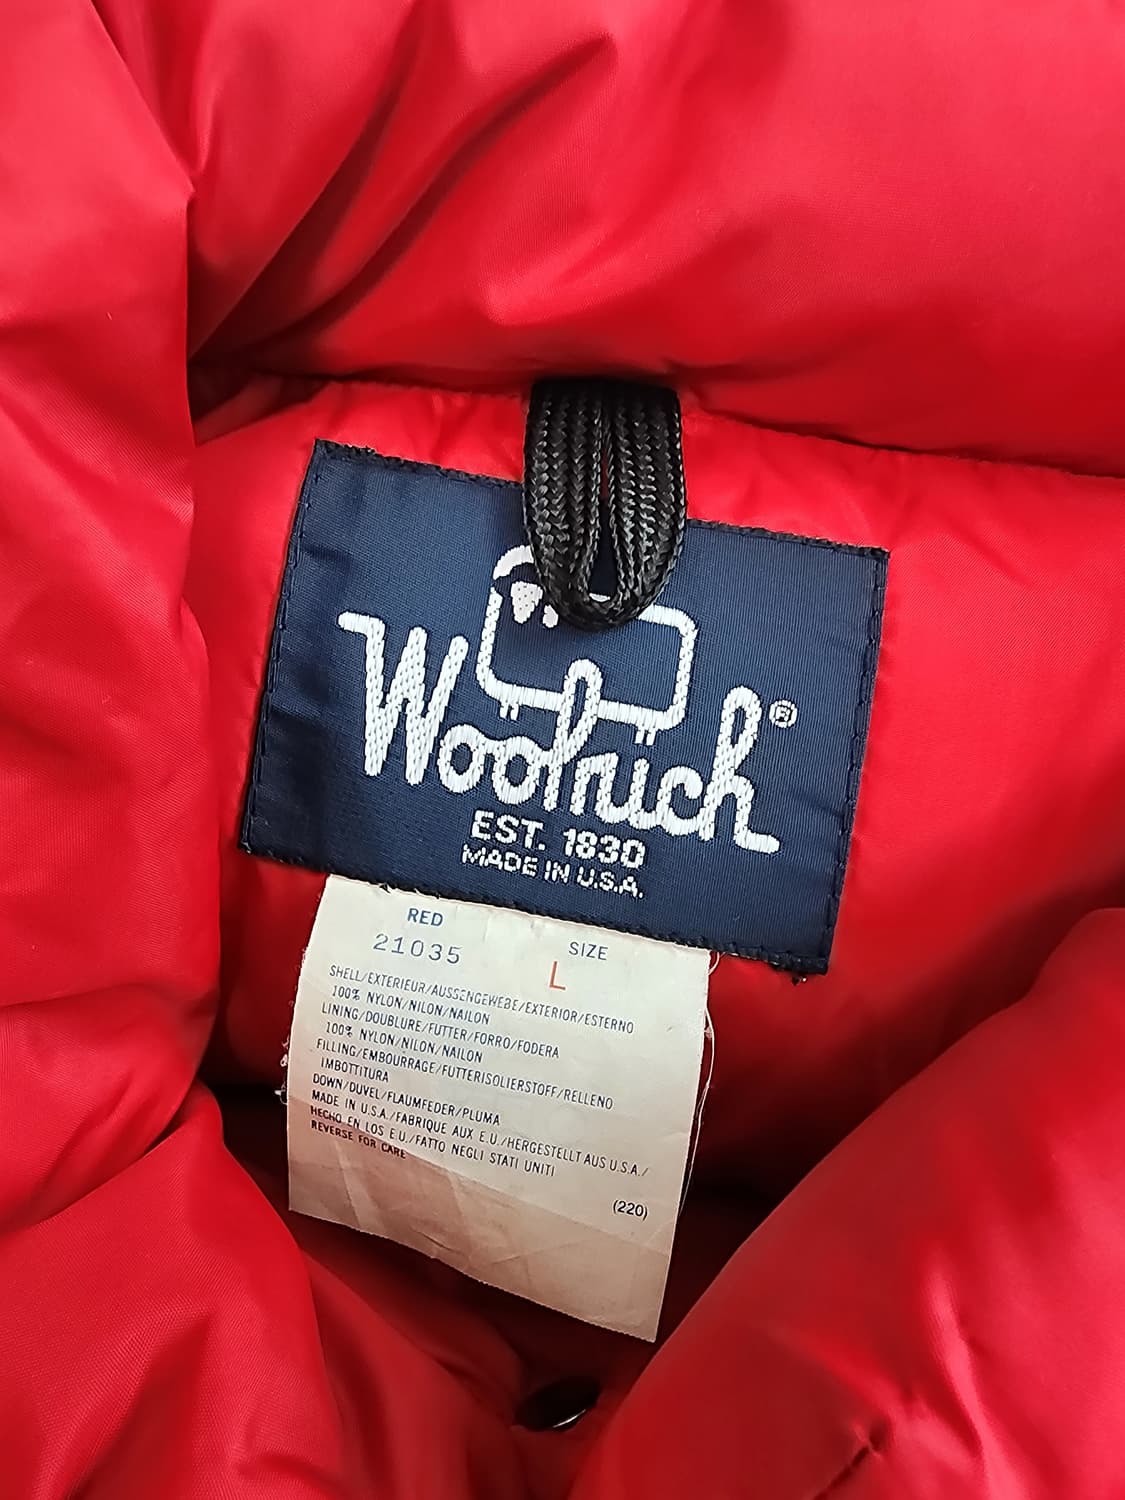 Woolrich®
EST. 1830
MADE IN U.S.A.
RED
21035
SIZE
L
SHELL/EXTERIEUR/AUSSENGEWEBE/EXTERIOR/ESTERNO
100% NYLON/NILON/NAILON
LINING/DOUBLURE/FUTTER/FORRO/FODERA
100% NYLON/NILON/NAILON
FILLING/EMBOURRAGE/FUTTERISOLIERSTOFF/RELLENO
IMBOTTITURA
DOWN/DUVEL/FLAUMFEDER/PLUMA
MADE IN U.S.A./FABRIQUE AUX E.U./HERGESTELLT AUS U.S.A./
HECHO EN LOS E.U./FATTO NEGLI STATI UNITI
REVERSE FOR CARE
(220)